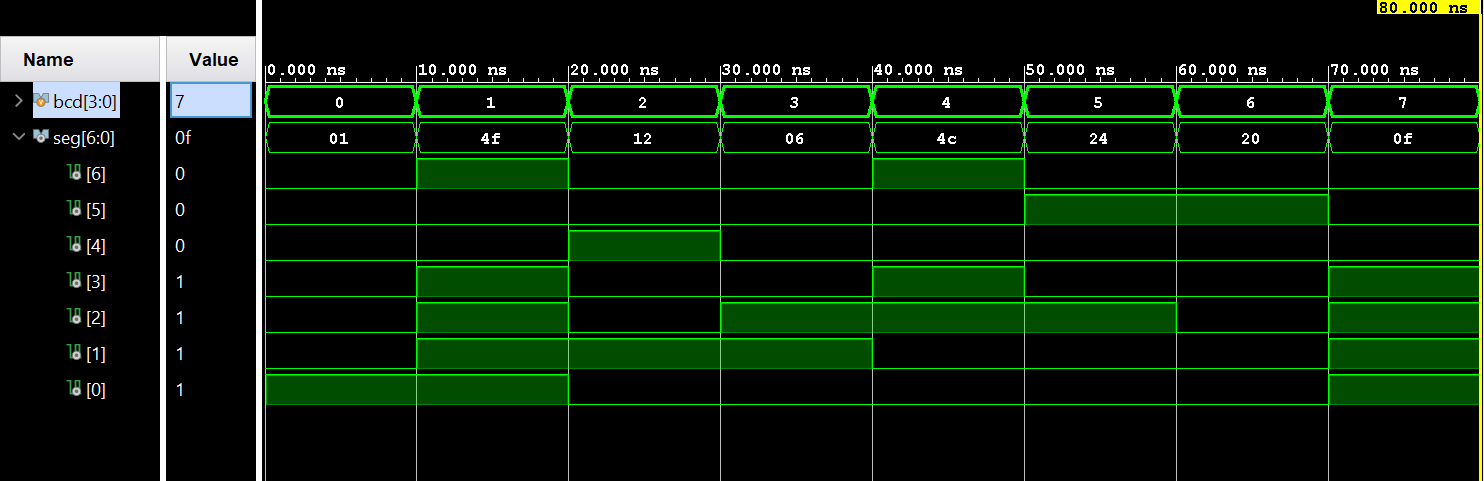 80.000 ns
Name Value
0.000 ns 10.000 ns 20.000 ns 30.000 ns 40.000 ns 50.000 ns 60.000 ns 70.000 ns
bcd[3:0] 7 0 1 2 3 4 5 6 7
seg[6:0] 0f 01 4f 12 06 4c 24 20 0f
[6] 0
[5] 0
[4] 0
[3] 1
[2] 1
[1] 1
[0] 1